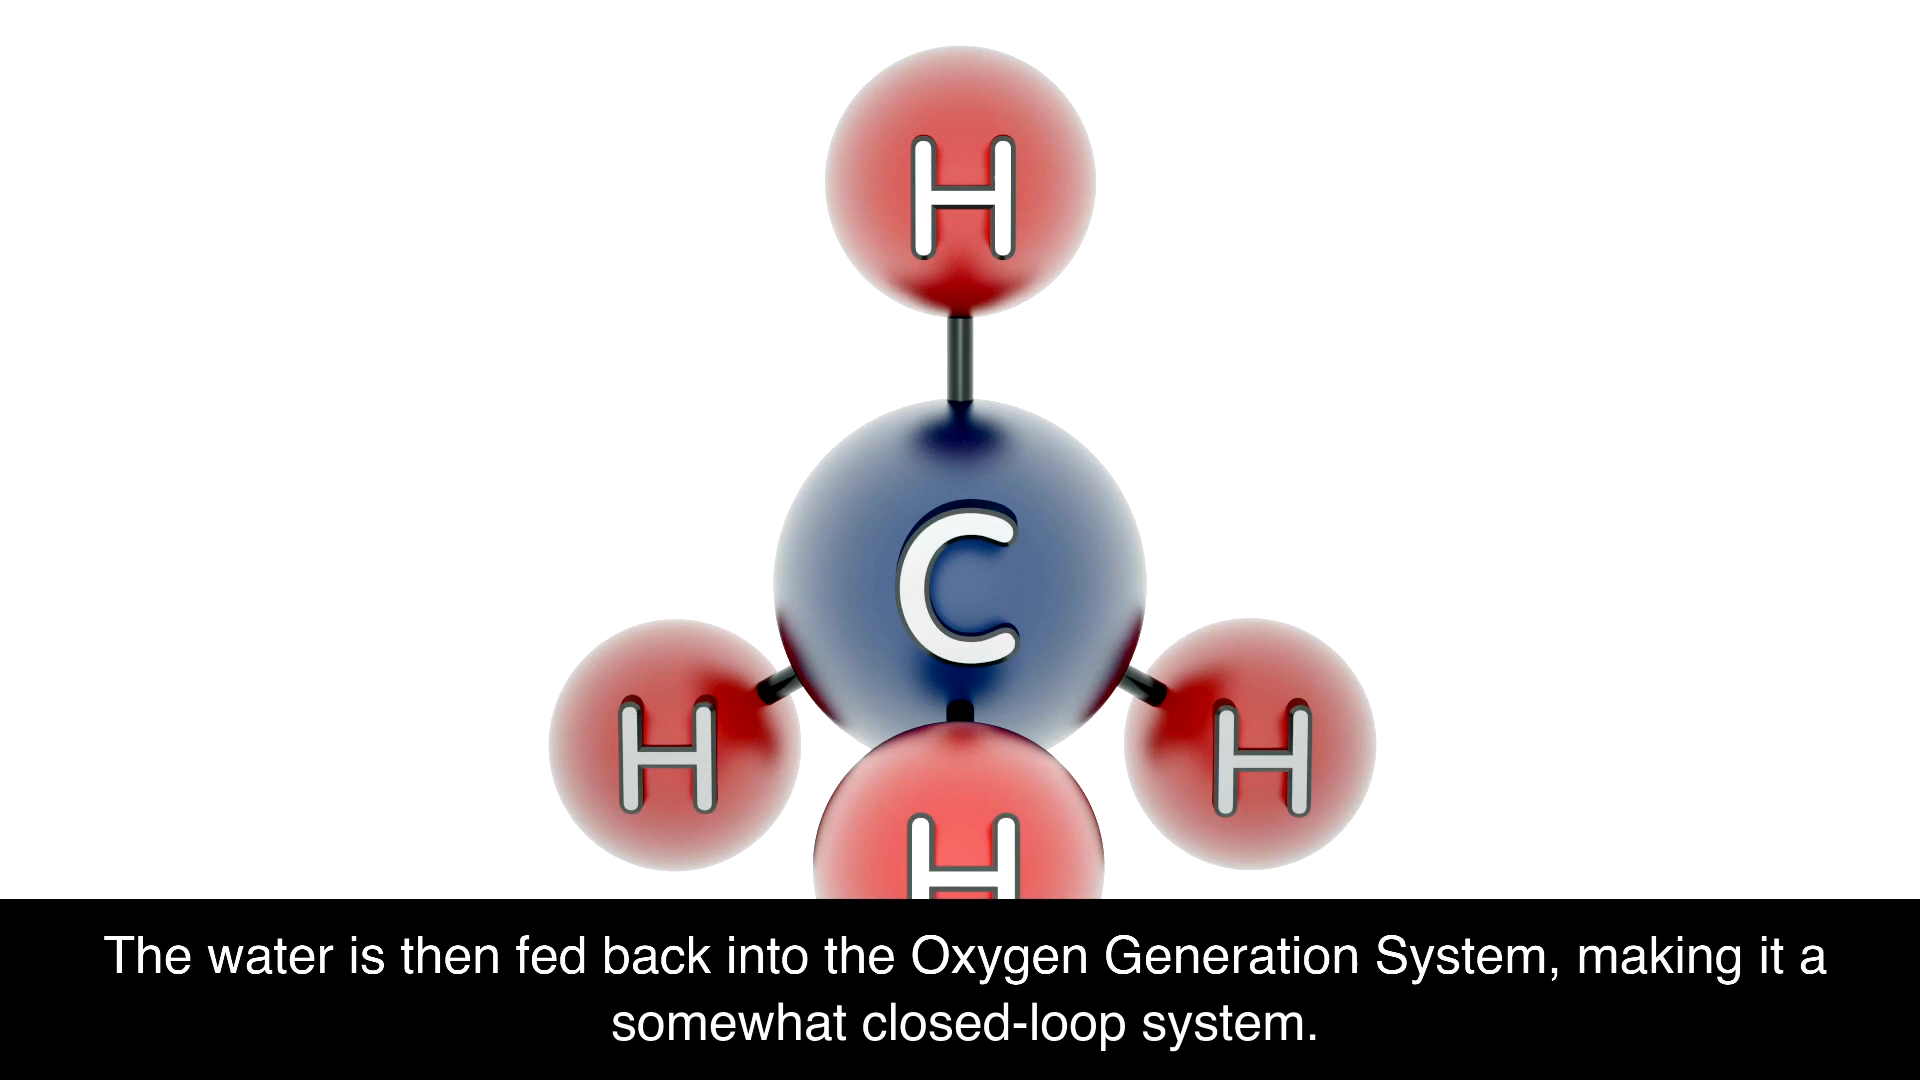 H
C
H
H
H
The water is then fed back into the Oxygen Generation System, making it a
somewhat closed-loop system.